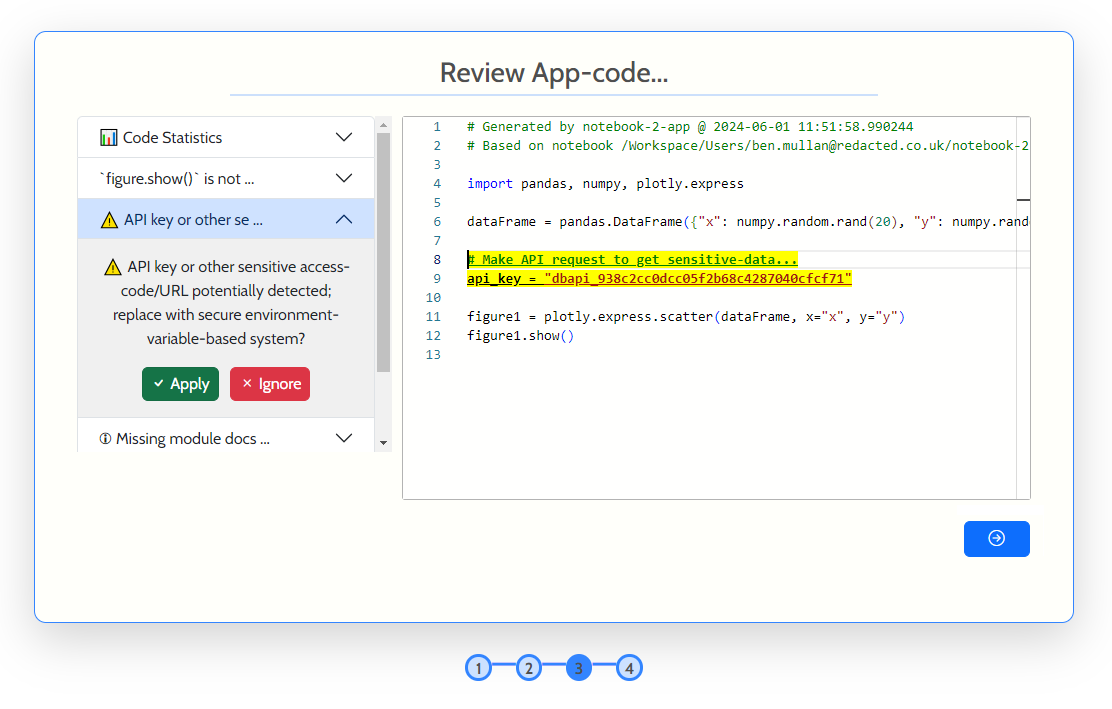 Review App-code...
Code Statistics
`figure.show()` is not ...
API key or other se ...
API key or other sensitive access-
code/URL potentially detected;
replace with secure environment-
variable-based system?
Apply
Ignore
Missing module docs ...
1 # Generated by notebook-2-app @ 2024-06-01 11:51:58.990244
2 # Based on notebook /Workspace/Users/ben.mullan@redacted.co.uk/notebook-2
3
4 import pandas, numpy, plotly.express
5
6 dataFrame = pandas.DataFrame({"x": numpy.random.rand(20), "y": numpy.rand
7
8 # Make API request to get sensitive-data...
9 api_key = "dbapi_938c2cc0dcc05f2b68c4287040cfcf71"
10
11 figure1 = plotly.express.scatter(dataFrame, x="x", y="y")
12 figure1.show()
13
1 2 3 4